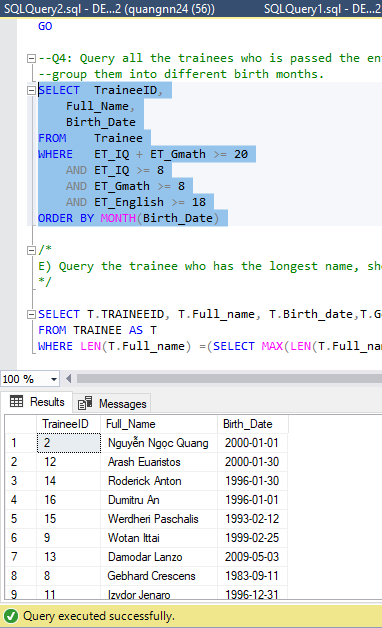 SQLQuery2.sql - DE...2 (quangnn24 (56)) SQLQuery1.sql - DE...2
GO
--Q4: Query all the trainees who is passed the en
--group them into different birth months.
SELECT TraineeID,
Full_Name,
Birth_Date
FROM Trainee
WHERE ET_IQ + ET_Gmath >= 20
AND ET_IQ >= 8
AND ET_Gmath >= 8
AND ET_English >= 18
ORDER BY MONTH(Birth_Date)
/*
E) Query the trainee who has the longest name, sh
*/
SELECT T.TRAINEEID, T.Full_name, T.Birth_date,T.G
FROM TRAINEE AS T
WHERE LEN(T.Full_name) =(SELECT MAX(LEN(T.Full_nam
100 %
Results Messages
TraineeID Full_Name Birth_Date
1 2 Nguyễn Ngọc Quang 2000-01-01
2 12 Arash Euaristos 2000-01-30
3 14 Roderick Anton 1996-01-30
4 16 Dumitru An 1996-01-01
5 15 Werdheri Paschalis 1993-02-12
6 9 Wotan Ittai 1999-02-25
7 13 Damodar Lanzo 2009-05-03
8 8 Gebhard Crescens 1983-09-11
9 11 Izydor Jenaro 1996-12-31
Query executed successfully.